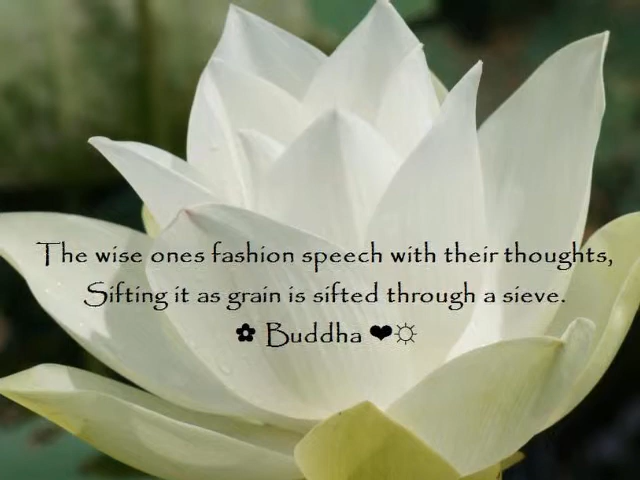 The wise ones fashion speech with their thoughts,
Sifting it as grain is sifted through a sieve.
✿ Buddha ❤☼